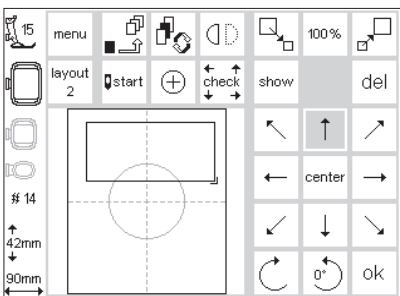 15 menu 100%
layout 2 start check show del
center
# 14
42mm
90mm 0° ok